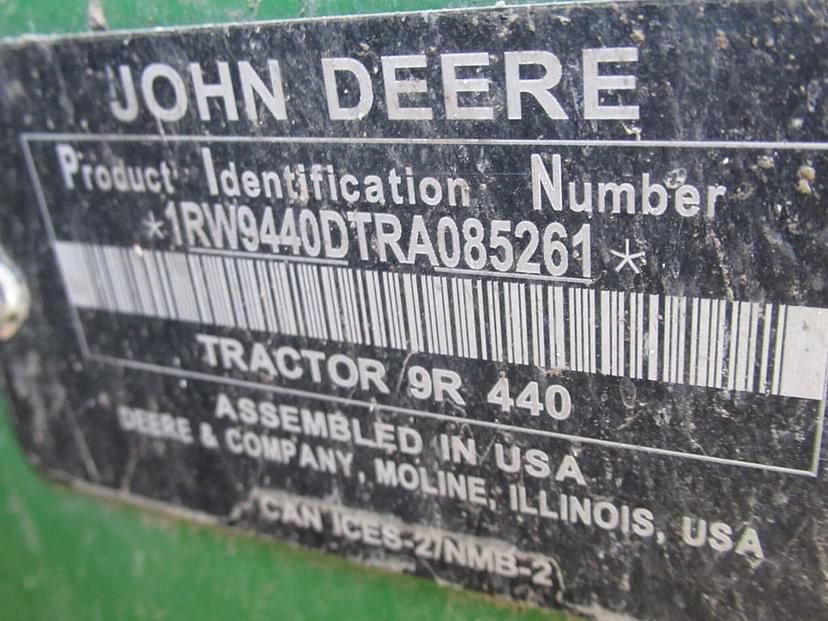 JOHN DEERE
Product Identification Number
*1RW9440DTRA085261*
TRACTOR 9R 440
ASSEMBLED IN USA
DEERE & COMPANY, MOLINE, ILLINOIS, USA
CAN ICES-2/NMB-2